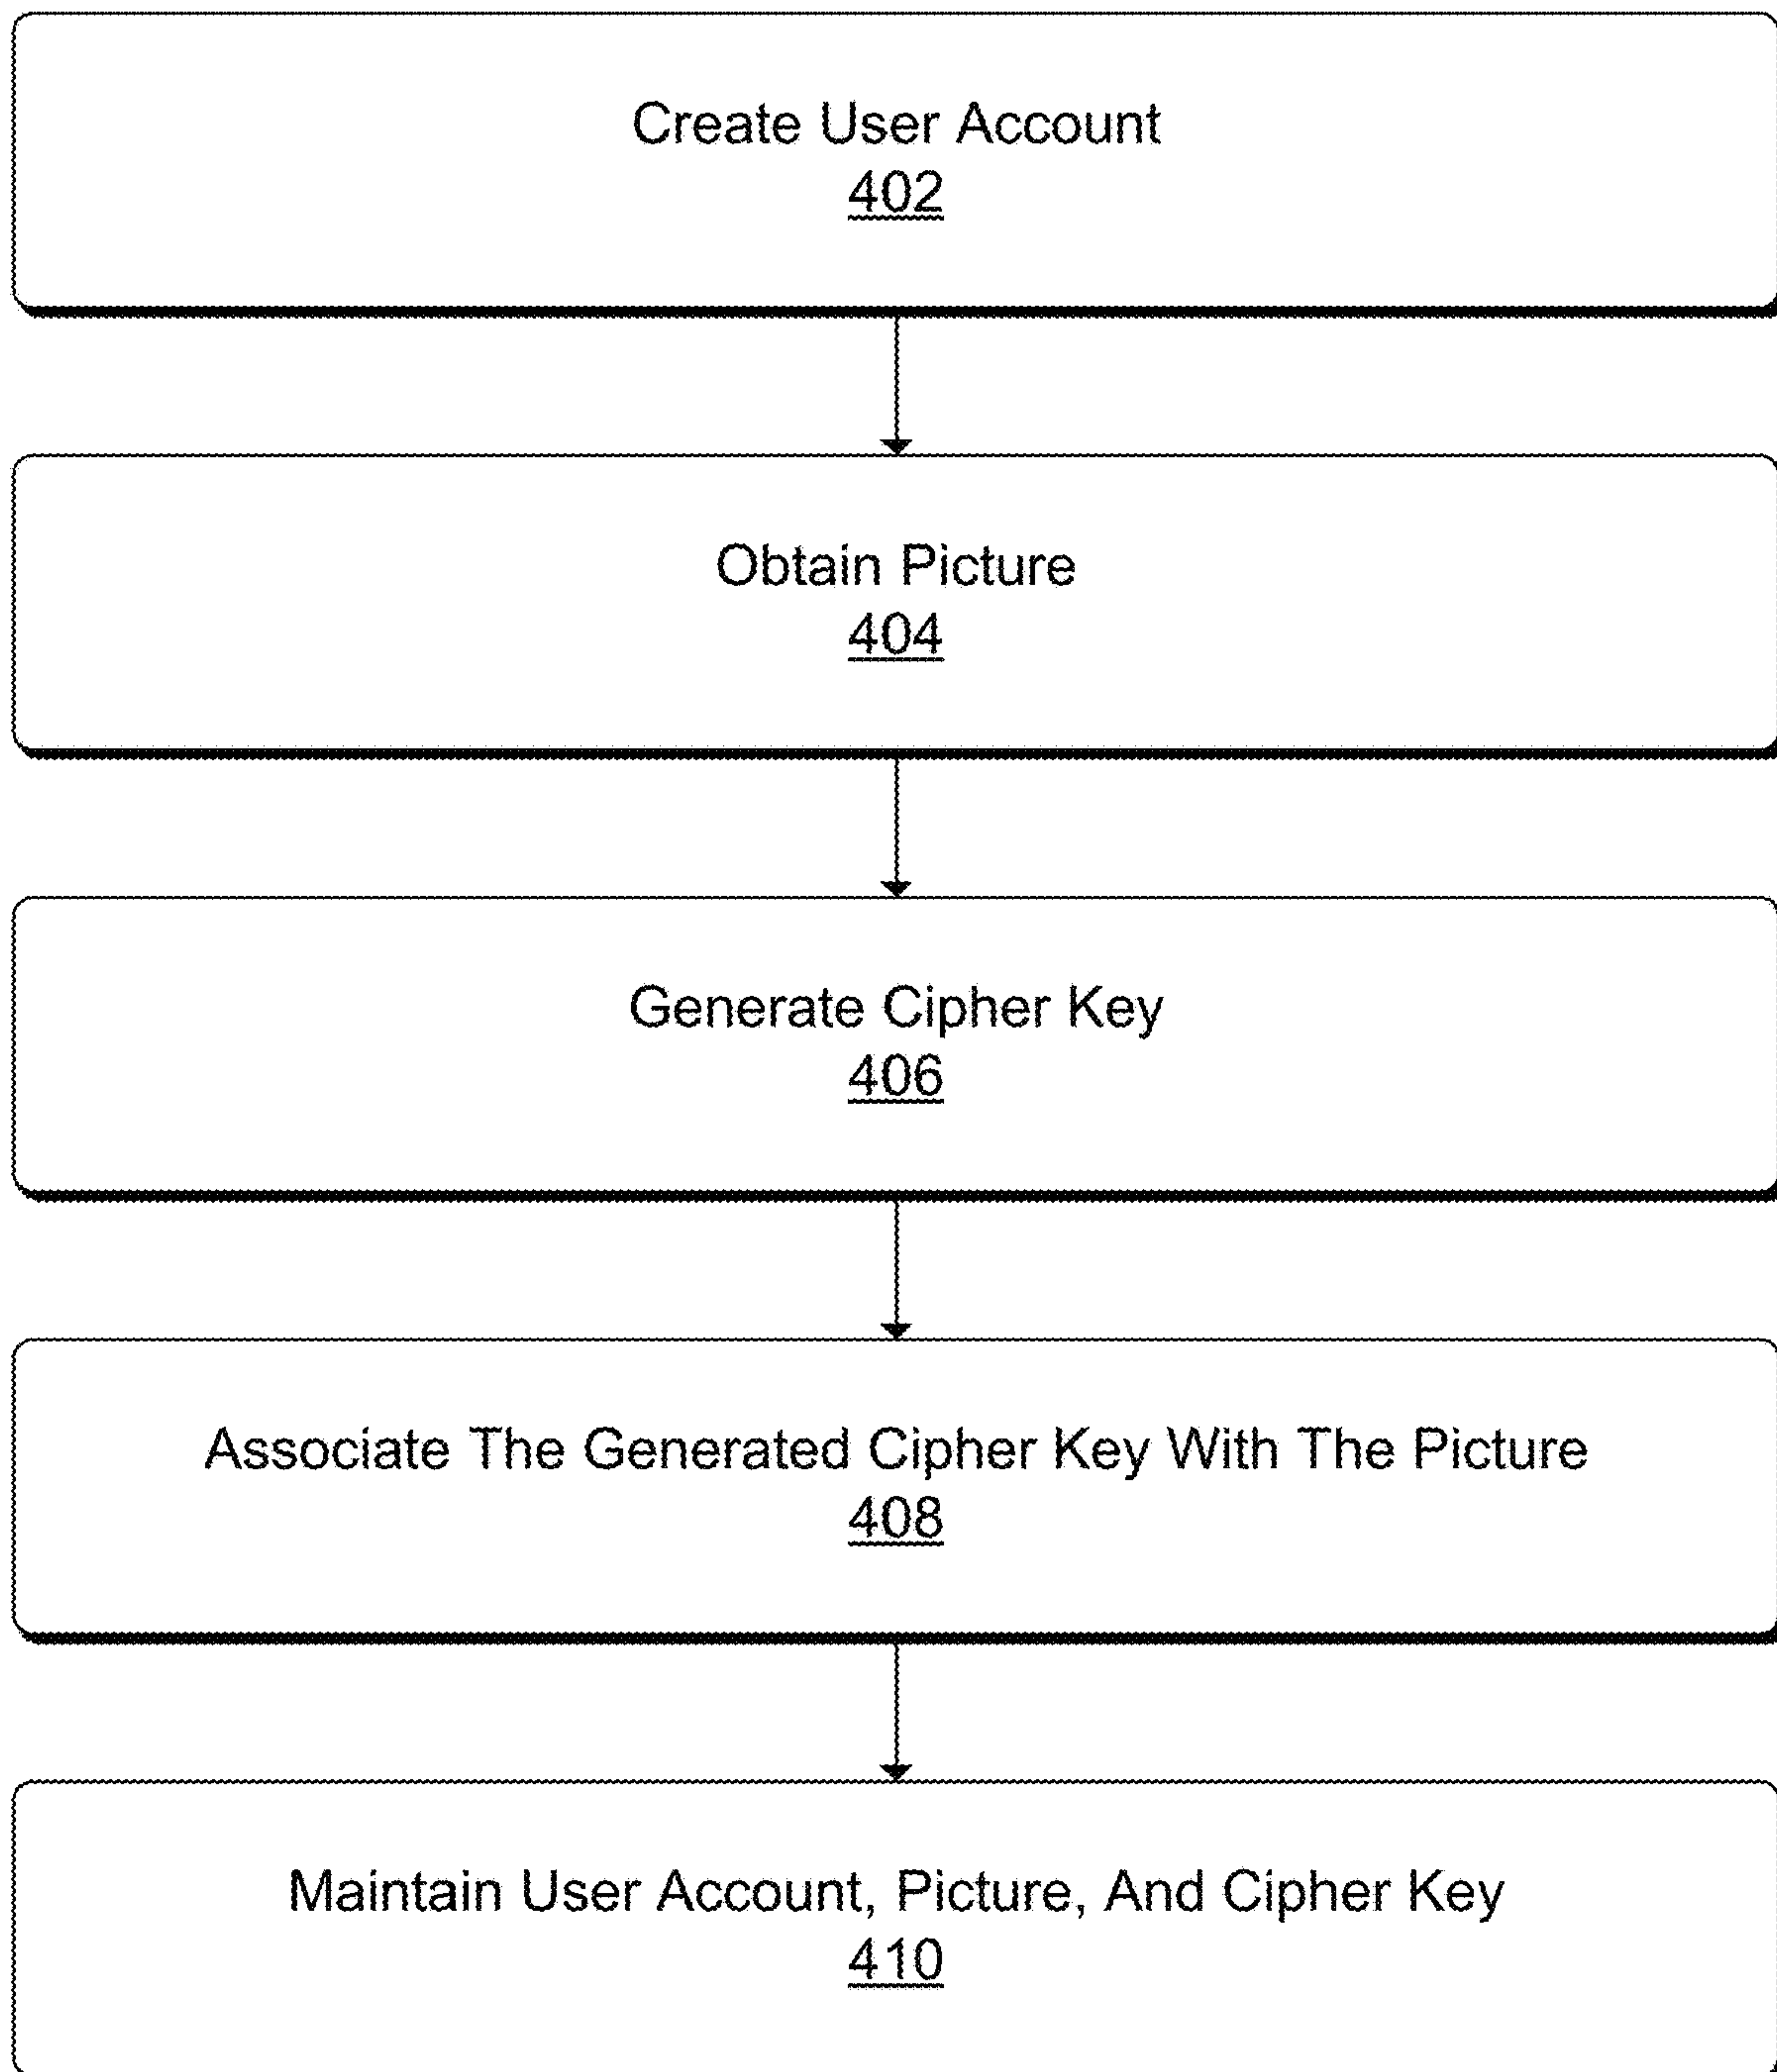 Create User Account
402
Obtain Picture
404
Generate Cipher Key
406
Associate The Generated Cipher Key With The Picture
408
Maintain User Account, Picture, And Cipher Key
410